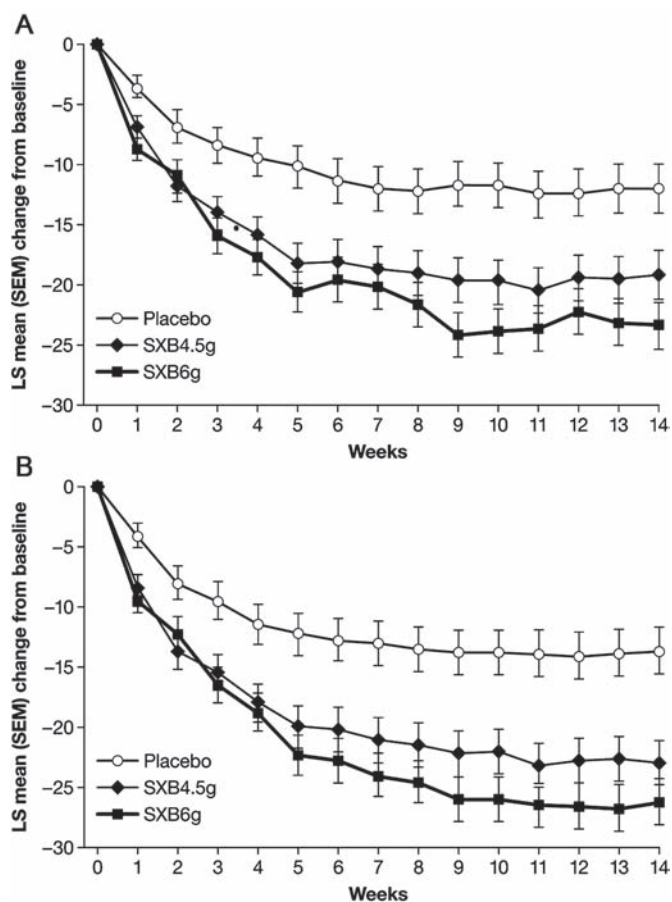 A
LS mean (SEM) change from baseline
0
−5
−10
−15
−20
−25
−30
Placebo
SXB4.5g
SXB6g
0 1 2 3 4 5 6 7 8 9 10 11 12 13 14
Weeks
B
LS mean (SEM) change from baseline
0
−5
−10
−15
−20
−25
−30
Placebo
SXB4.5g
SXB6g
0 1 2 3 4 5 6 7 8 9 10 11 12 13 14
Weeks